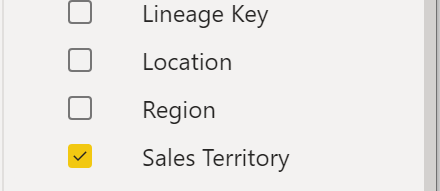 Lineage Key
Location
Region
Sales Territory